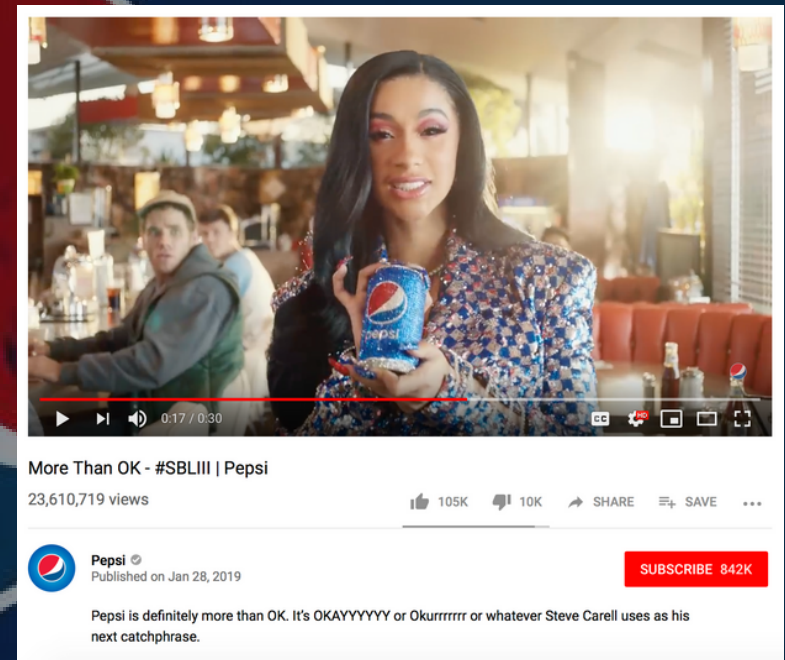 pepsi
0:17 / 0:30
CC
HD
More Than OK - #SBLIII | Pepsi
23,610,719 views
105K
10K
SHARE
SAVE
Pepsi
Published on Jan 28, 2019
SUBSCRIBE 842K
Pepsi is definitely more than OK. It's OKAYYYYYY or Okurrrrrrr or whatever Steve Carell uses as his
next catchphrase.